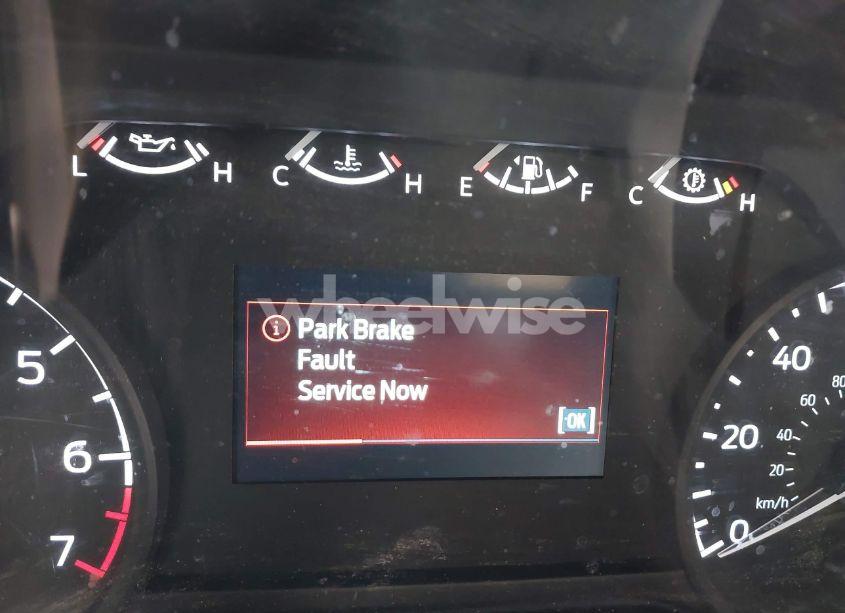 L H C H E F C H
wheelwise
Park Brake
Fault
Service Now
[OK]
5
6
7
40
20
0
80
60
40
20
km/h